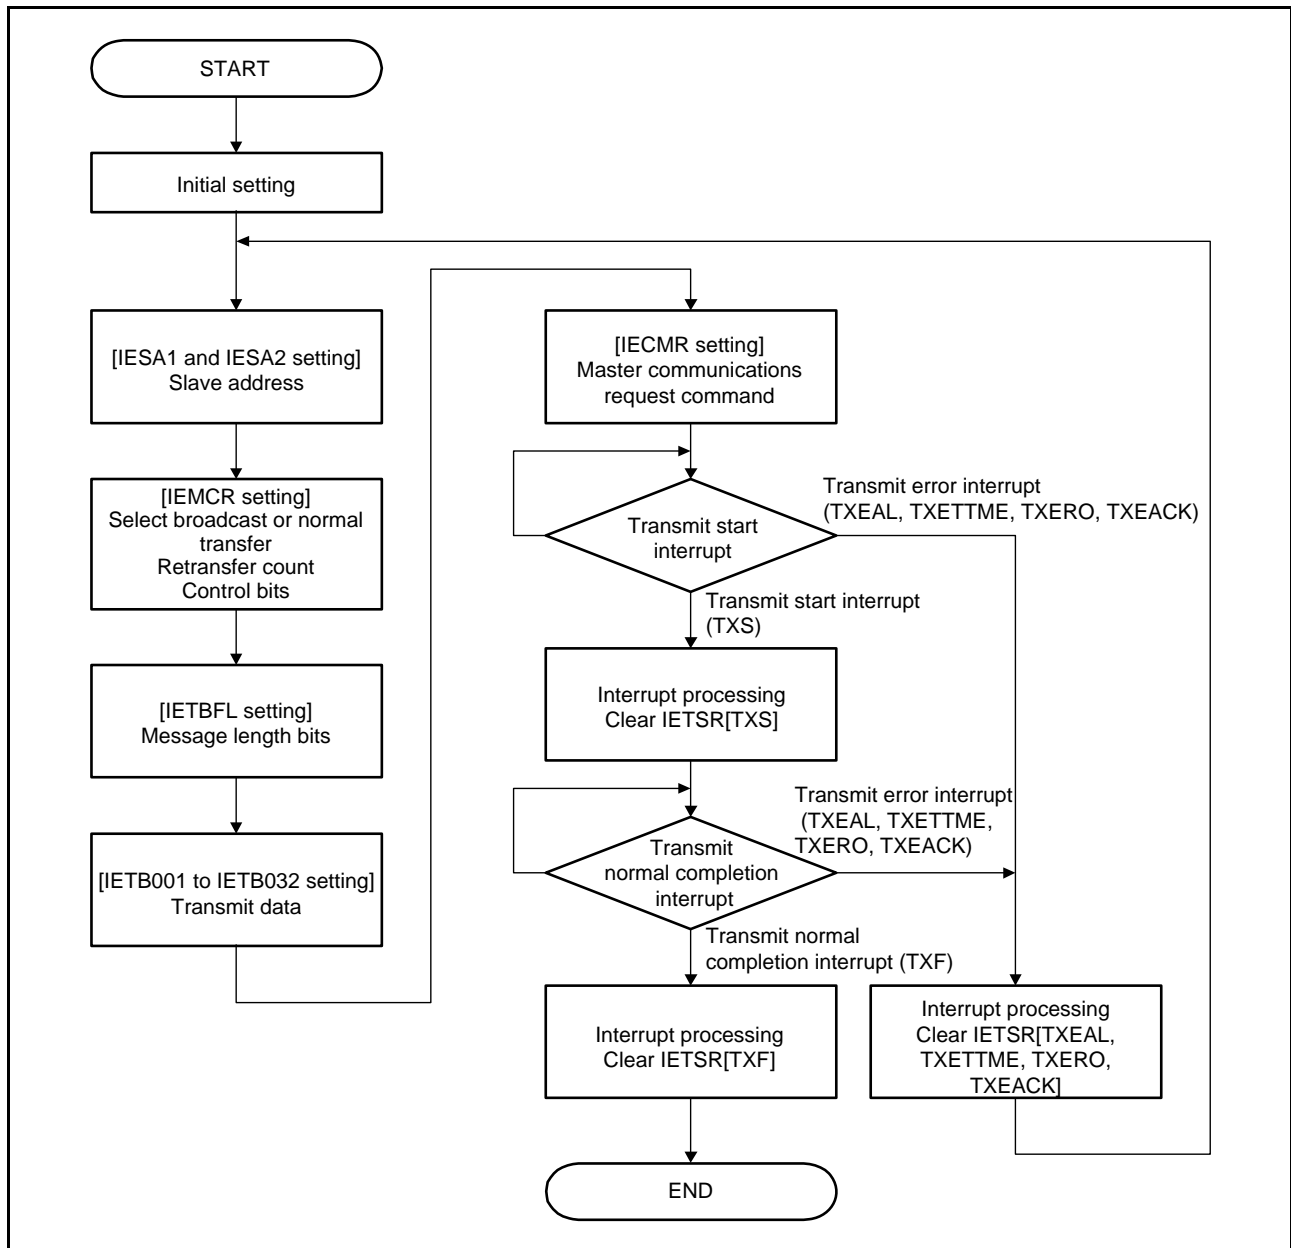 START
Initial setting
[IESA1 and IESA2 setting]
Slave address
[IEMCR setting]
Select broadcast or normal
transfer
Retransfer count
Control bits
[IETBFL setting]
Message length bits
[IETB001 to IETB032 setting]
Transmit data
[IECMR setting]
Master communications
request command
Transmit start
interrupt
Transmit error interrupt
(TXEAL, TXETTME, TXERO, TXEACK)
Transmit start interrupt
(TXS)
Interrupt processing
Clear IETSR[TXS]
Transmit
normal completion
interrupt
Transmit error interrupt
(TXEAL, TXETTME,
TXERO, TXEACK)
Transmit normal
completion interrupt (TXF)
Interrupt processing
Clear IETSR[TXF]
Interrupt processing
Clear IETSR[TXEAL,
TXETTME, TXERO,
TXEACK]
END